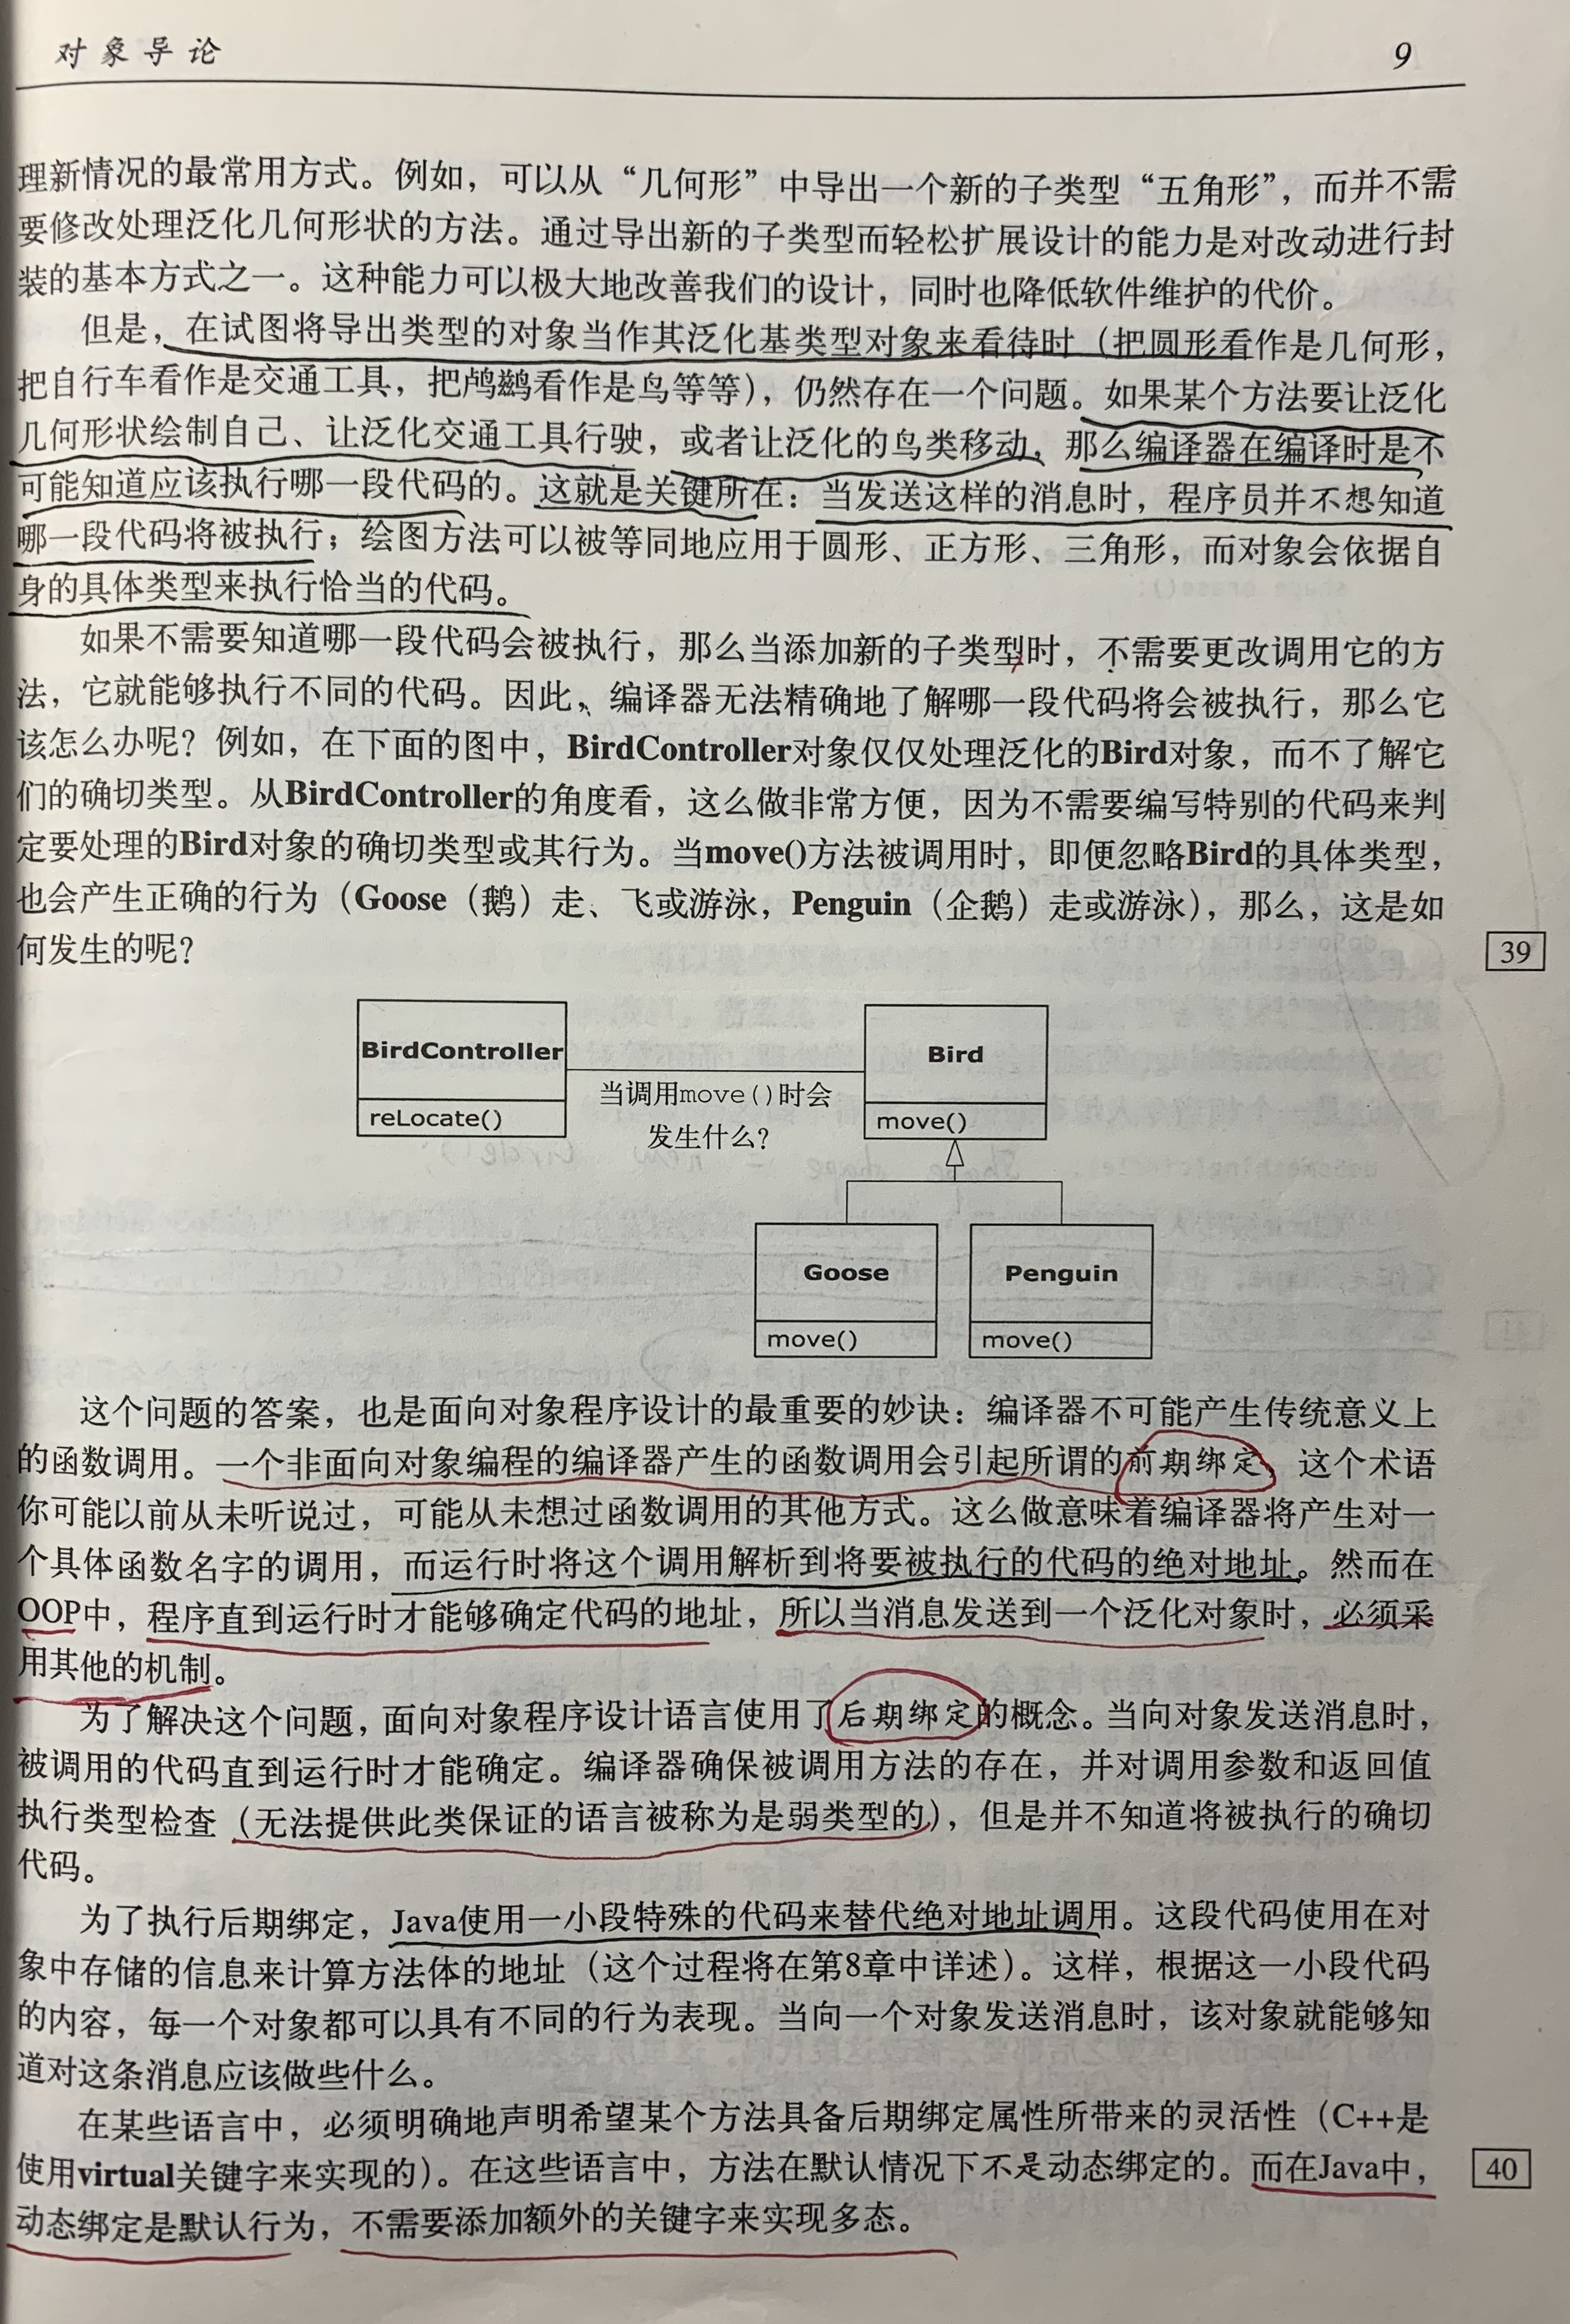 对象导论
9
理新情况的最常用方式。例如，可以从“几何形”中导出一个新的子类型“五角形”，而并不需
要修改处理泛化几何形状的方法。通过导出新的子类型而轻松扩展设计的能力是对改动进行封
装的基本方式之一。这种能力可以极大地改善我们的设计，同时也降低软件维护的代价。
但是，在试图将导出类型的对象当作其泛化基类型对象来看待时（把圆形看作是几何形，
把自行车看作是交通工具，把鸬鹚看作是鸟等等），仍然存在一个问题。如果某个方法要让泛化
几何形状绘制自己、让泛化交通工具行驶，或者让泛化的鸟类移动，那么编译器在编译时是不
可能知道应该执行哪一段代码的。这就是关键所在：当发送这样的消息时，程序员并不想知道
哪一段代码将被执行；绘图方法可以被等同地应用于圆形、正方形、三角形，而对象会依据自
身的具体类型来执行恰当的代码。
如果不需要知道哪一段代码会被执行，那么当添加新的子类型时，不需要更改调用它的方
法，它就能够执行不同的代码。因此，编译器无法精确地了解哪一段代码将会被执行，那么它
该怎么办呢？例如，在下面的图中，BirdController对象仅仅处理泛化的Bird对象，而不了解它
们的确切类型。从BirdController的角度看，这么做非常方便，因为不需要编写特别的代码来判
定要处理的Bird对象的确切类型或其行为。当move()方法被调用时，即便忽略Bird的具体类型，
也会产生正确的行为（Goose（鹅）走、飞或游泳，Penguin（企鹅）走或游泳），那么，这是如
何发生的呢？
39
BirdController
reLocate()
当调用move()时会
发生什么？
Bird
move()
Goose
move()
Penguin
move()
这个问题的答案，也是面向对象程序设计的最重要的妙诀：编译器不可能产生传统意义上
的函数调用。一个非面向对象编程的编译器产生的函数调用会引起所谓的前期绑定，这个术语
你可能以前从未听说过，可能从未想过函数调用的其他方式。这么做意味着编译器将产生对一
个具体函数名字的调用，而运行时将这个调用解析到将要被执行的代码的绝对地址。然而在
OOP中，程序直到运行时才能够确定代码的地址，所以当消息发送到一个泛化对象时，必须采
用其他的机制。
为了解决这个问题，面向对象程序设计语言使用了后期绑定的概念。当向对象发送消息时，
被调用的代码直到运行时才能确定。编译器确保被调用方法的存在，并对调用参数和返回值
执行类型检查（无法提供此类保证的语言被称为是弱类型的），但是并不知道将被执行的确切
代码。
为了执行后期绑定，Java使用一小段特殊的代码来替代绝对地址调用。这段代码使用在对
象中存储的信息来计算方法体的地址（这个过程将在第8章中详述）。这样，根据这一小段代码
的内容，每一个对象都可以具有不同的行为表现。当向一个对象发送消息时，该对象就能够知
道对这条消息应该做些什么。
在某些语言中，必须明确地声明希望某个方法具备后期绑定属性所带来的灵活性（C++是
使用virtual关键字来实现的）。在这些语言中，方法在默认情况下不是动态绑定的。而在Java中，
40
动态绑定是默认行为，不需要添加额外的关键字来实现多态。